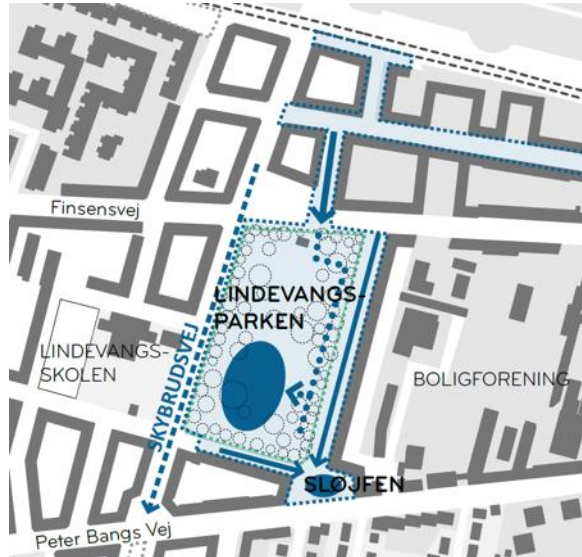 Finsensvej
LINDEVANGS-
PARKEN
SKYBRUDSVEJ
LINDEVANGS-
SKOLEN
BOLIGFORENING
SLØJFEN
Peter Bangs Vej